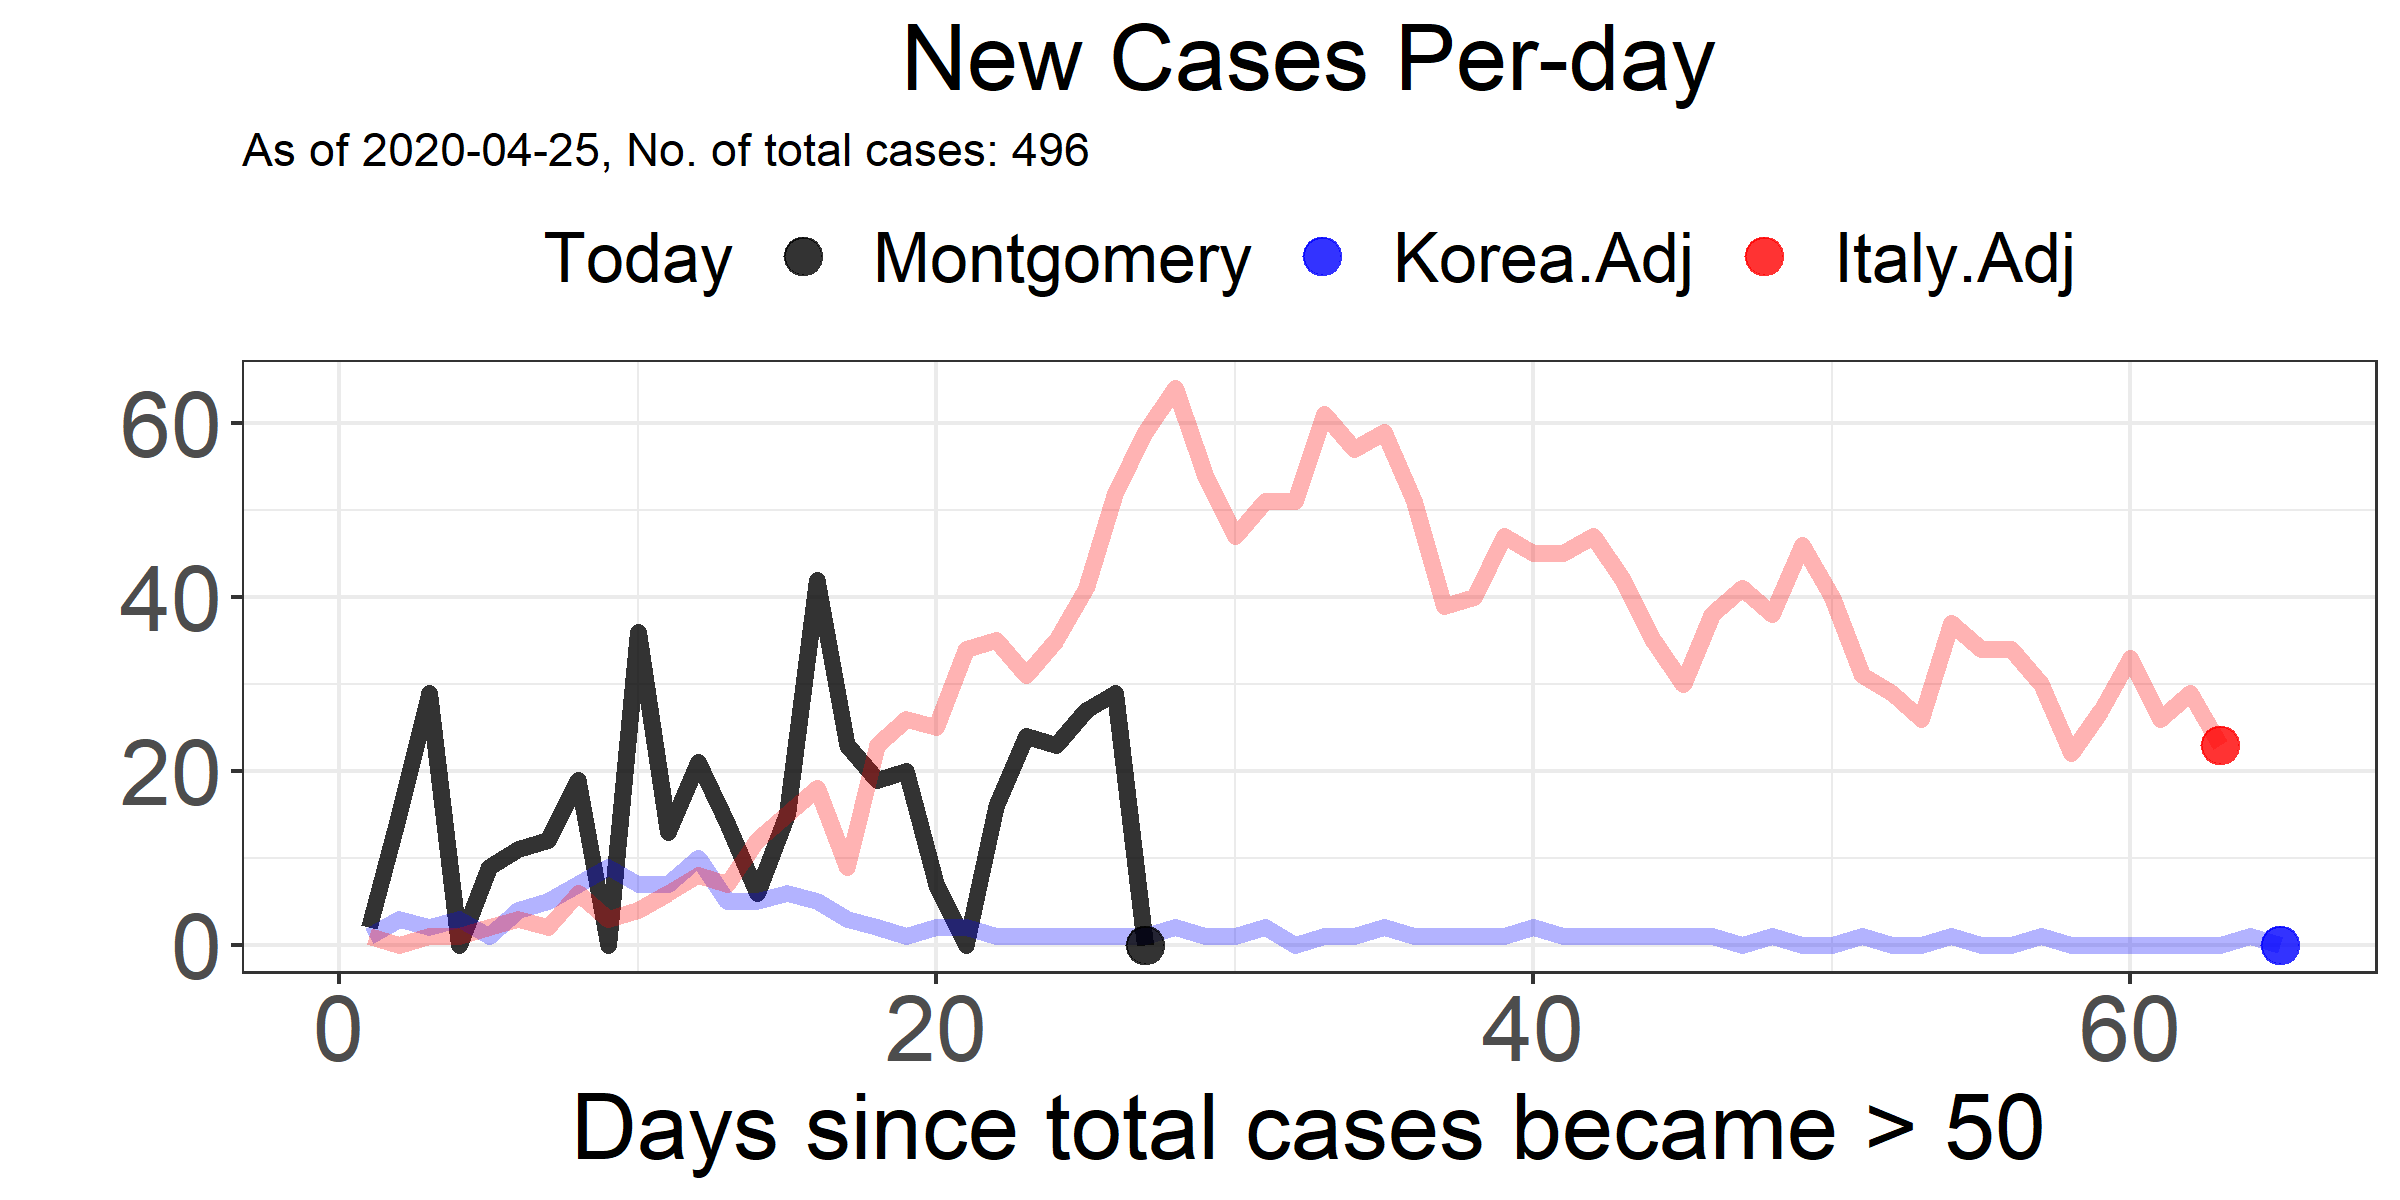 New Cases Per-day
As of 2020-04-25, No. of total cases: 496
Today Montgomery Korea.Adj Italy.Adj
60
40
20
0
0 20 40 60
Days since total cases became > 50